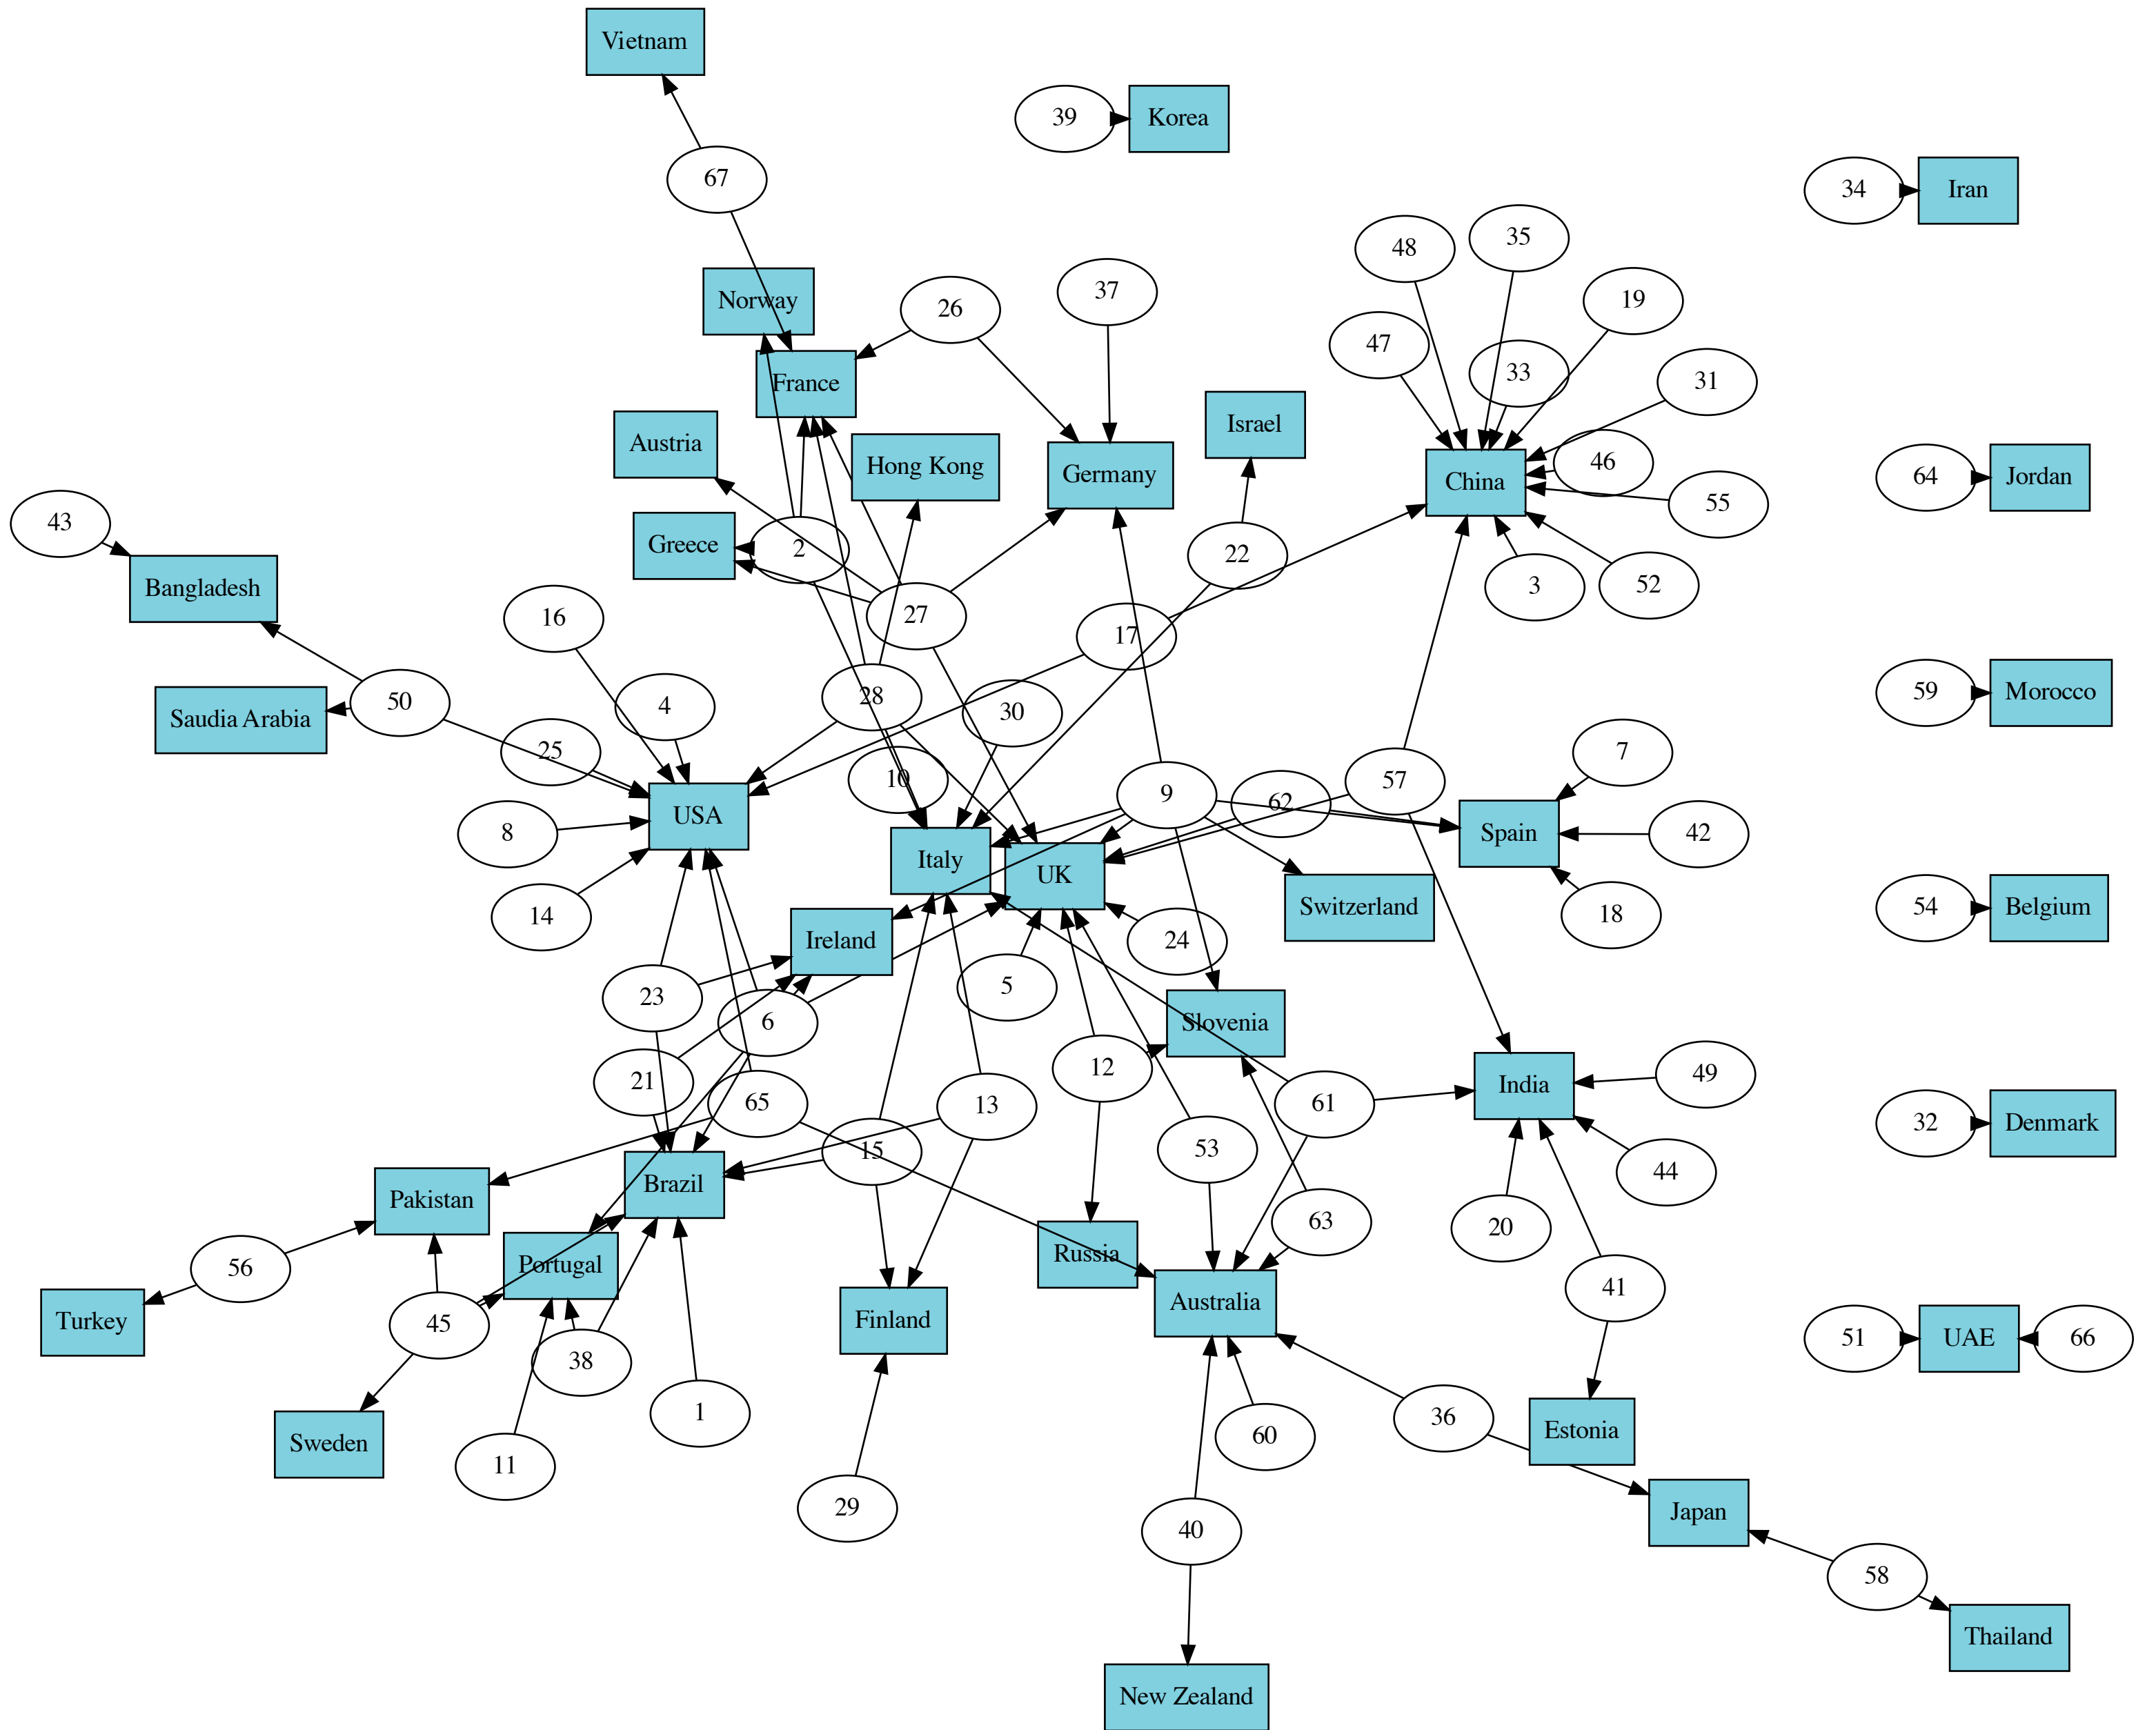 Vietnam
39
Korea
67
34
Iran
48
35
37
19
Norway
26
47
33
31
France
Israel
Austria
Hong Kong
Germany
46
China
64
Jordan
55
43
Greece
2
22
Bangladesh
3
52
16
27
17
50
4
28
30
59
Morocco
Saudia Arabia
25
10
9
62
57
7
8
USA
Italy
UK
Spain
42
14
Ireland
24
Switzerland
18
54
Belgium
23
6
5
Slovenia
21
65
13
12
61
India
49
32
Denmark
15
53
44
Pakistan
Brazil
20
56
Portugal
Russia
63
Turkey
45
Finland
Australia
41
51
UAE
66
38
1
36
Sweden
11
60
Estonia
29
40
Japan
58
Thailand
New Zealand